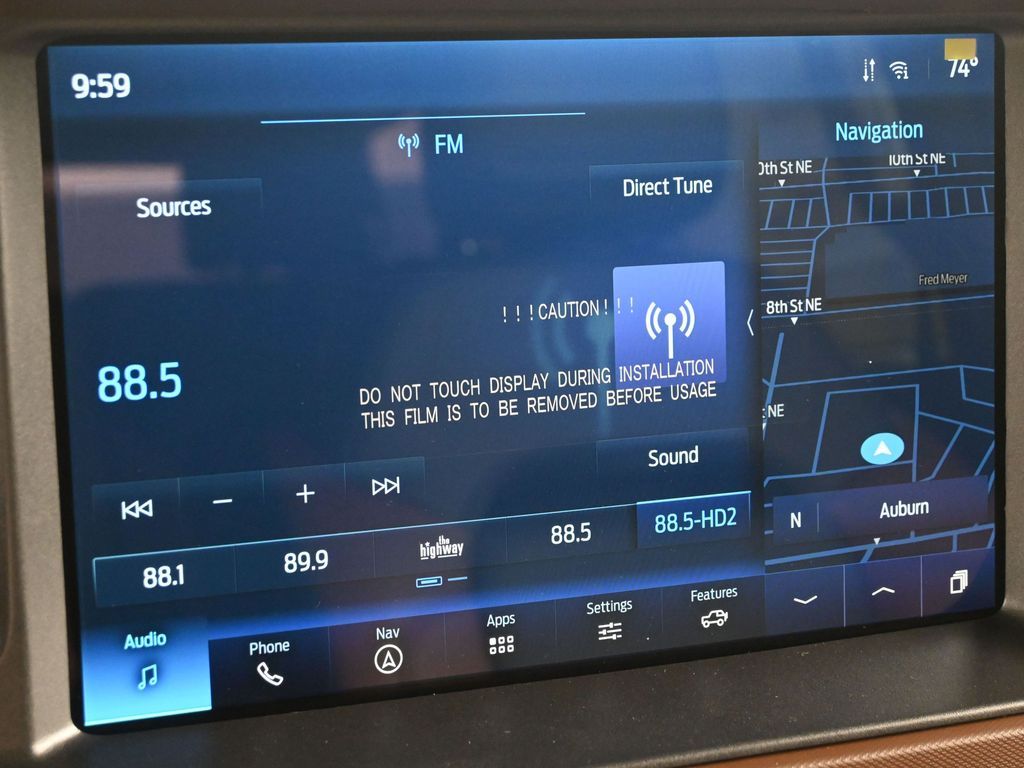 9:59
74°
FM
Navigation
Sources
Direct Tune
0th St NE
10th St NE
Fred Meyer
! ! ! CAUTION ! ! !
8th St NE
88.5
DO NOT TOUCH DISPLAY DURING INSTALLATION
THIS FILM IS TO BE REMOVED BEFORE USAGE
NE
Sound
N
Auburn
88.1
89.9
the
highway
88.5
88.5-HD2
Audio
Phone
Nav
Apps
Settings
Features